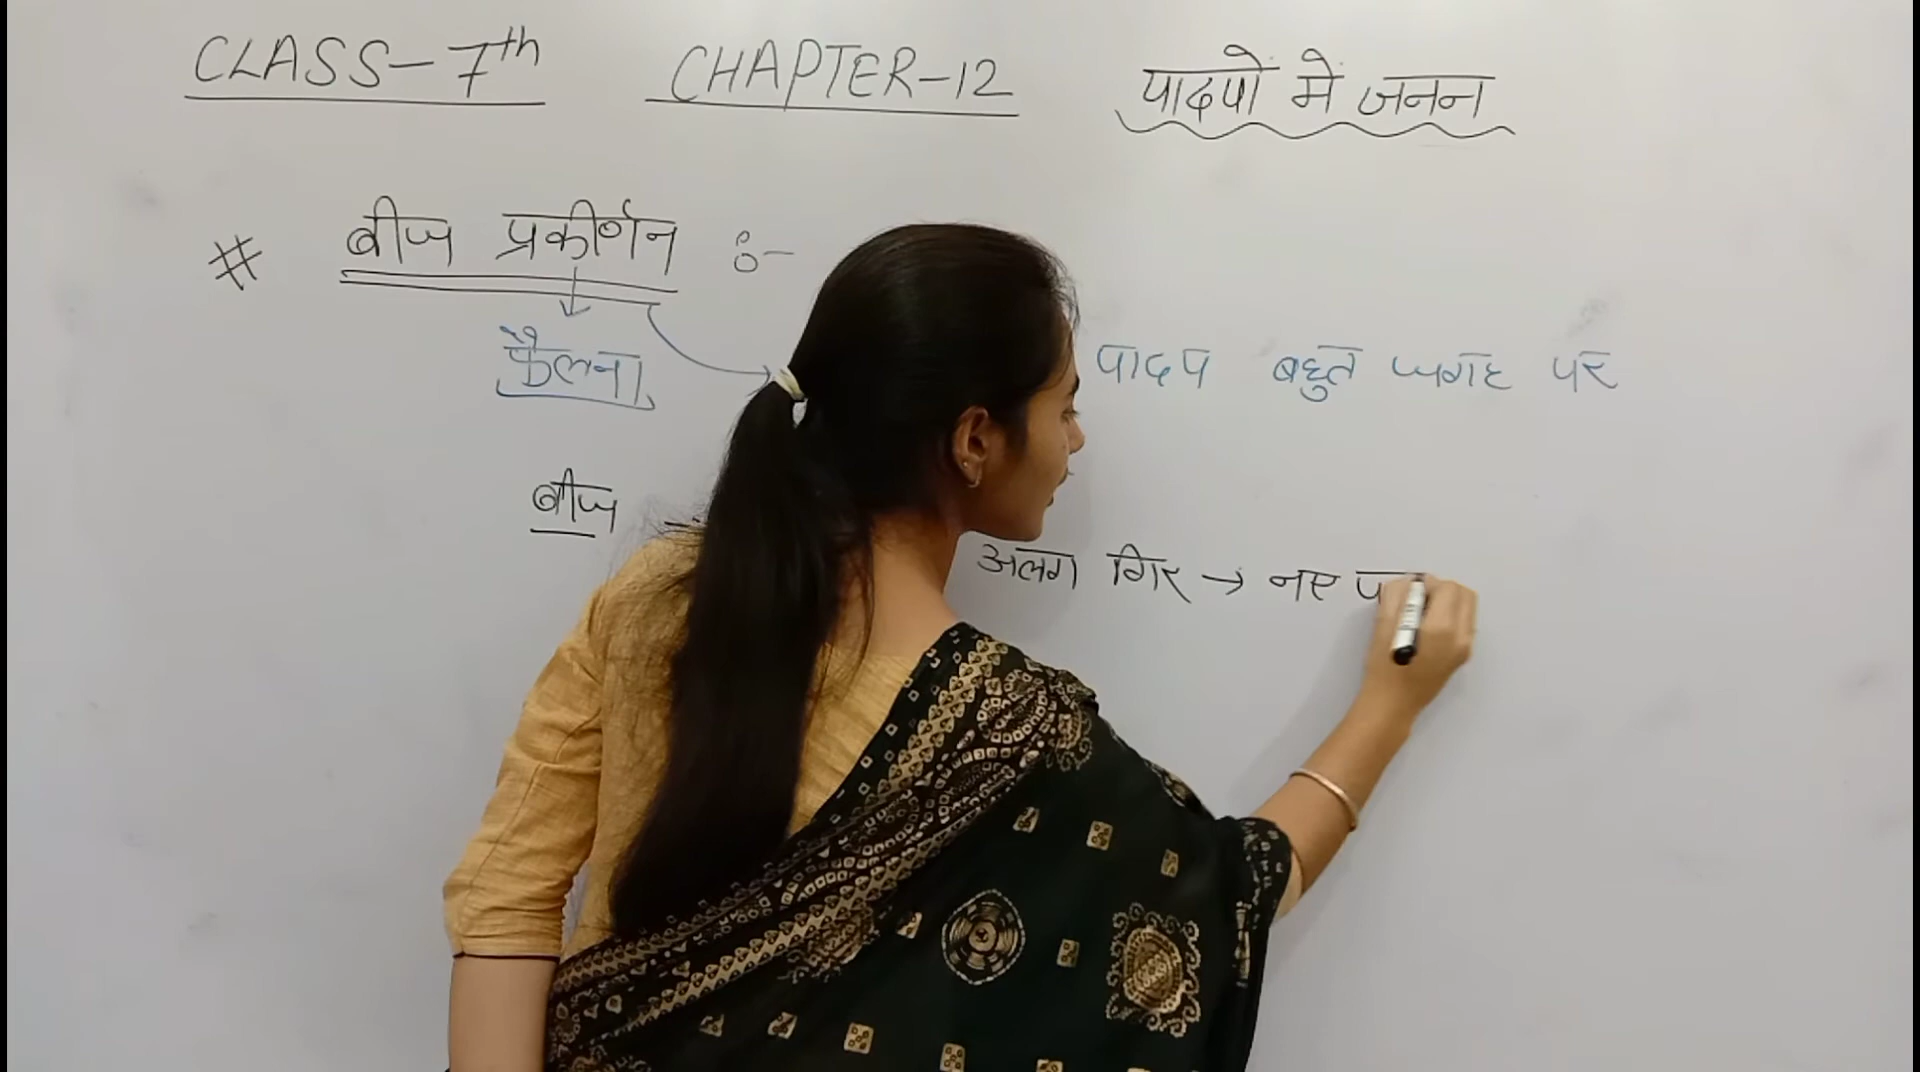 CLASS-7th CHAPTER-12 पादपों में जनन
# बीज प्रकीर्णन :-
फैलना
पादप बहुत जगह पर
बीज
अलग गिर → नए